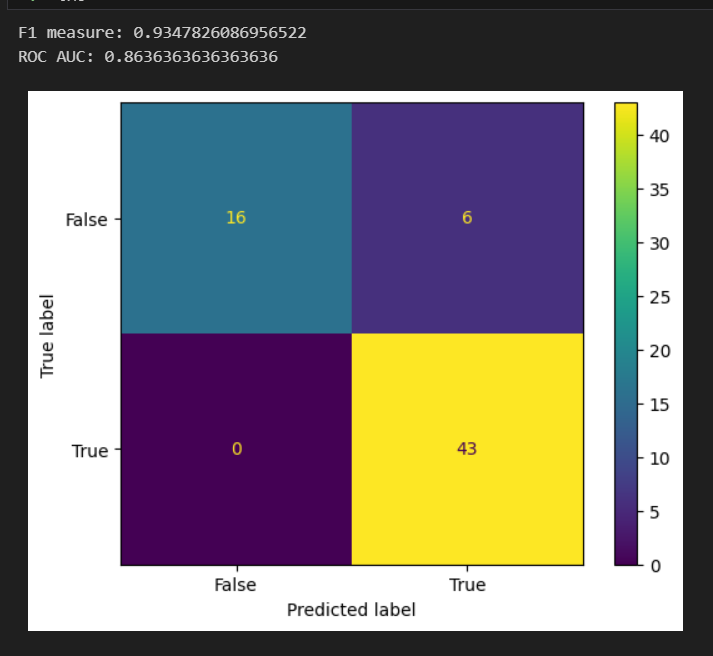 F1 measure: 0.9347826086956522
ROC AUC: 0.8636363636363636
40
35
False 16 6
30
25
True label
20
15
True 0 43
10
5
0
False True
Predicted label